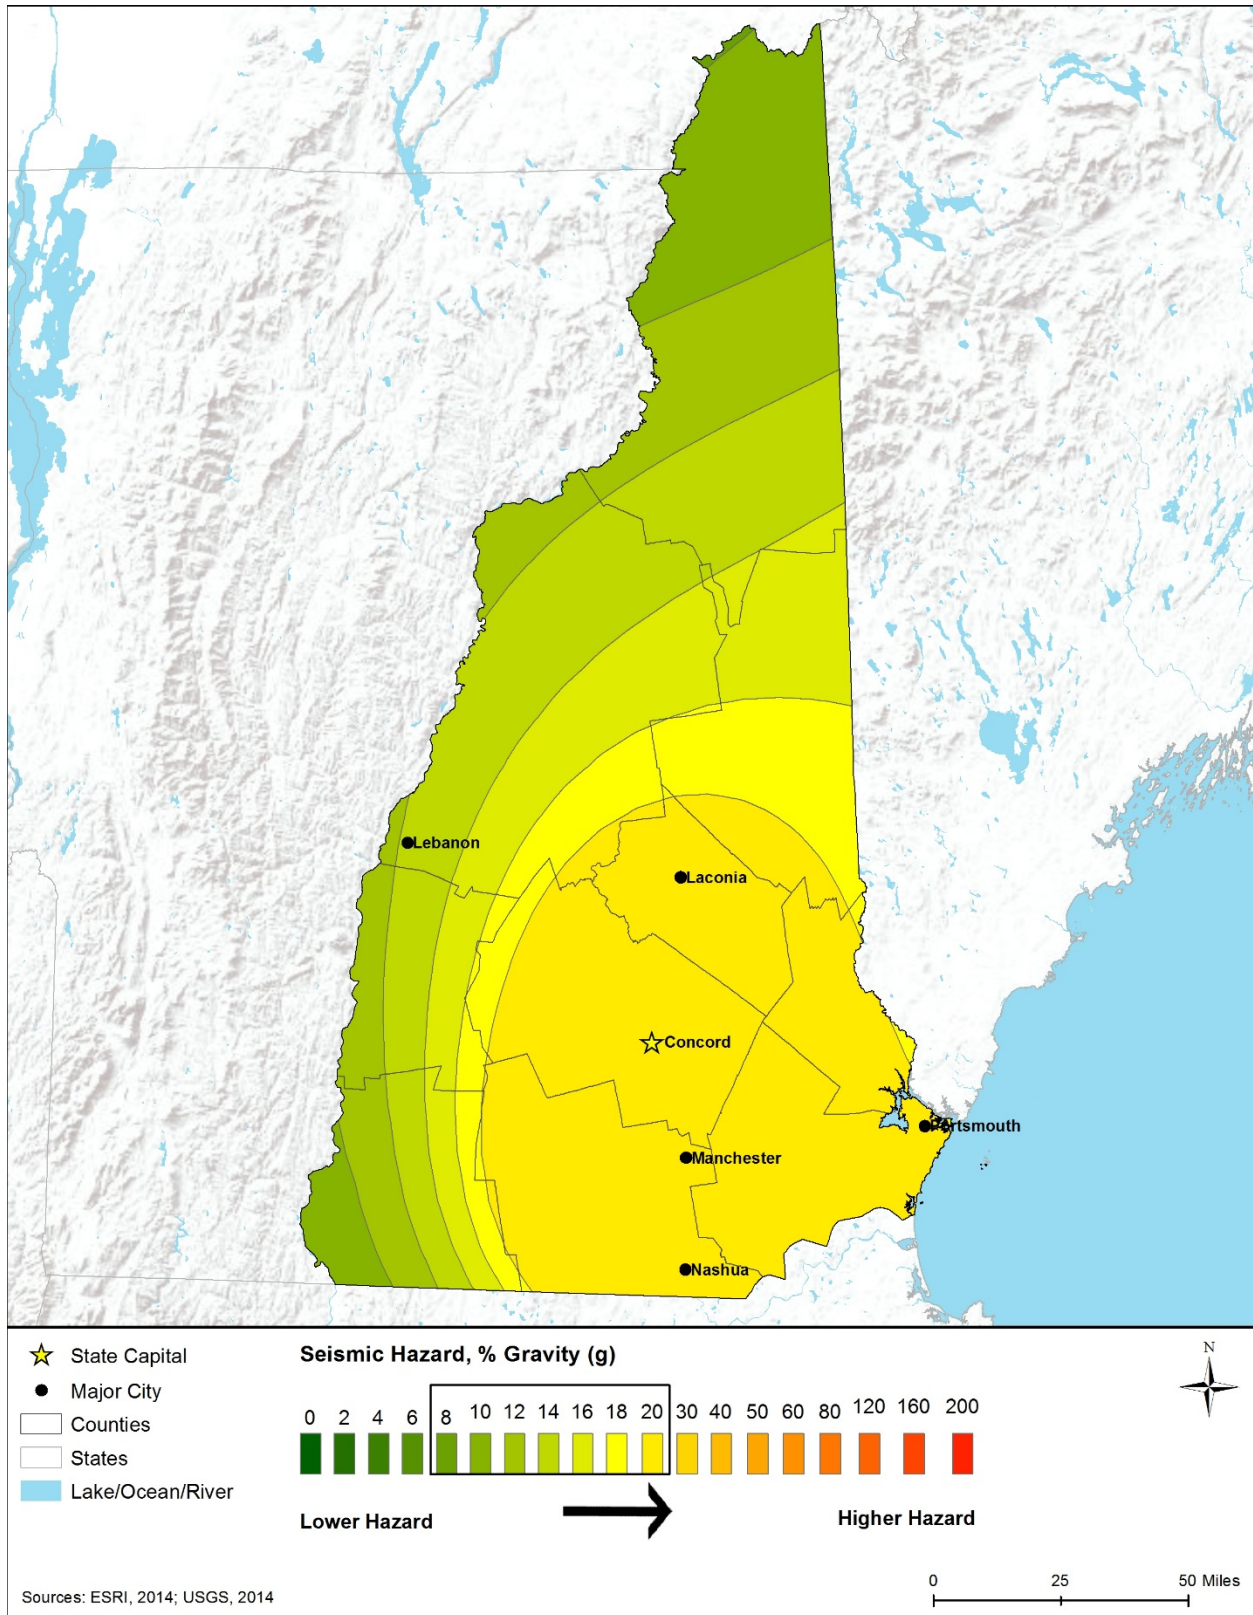 Lebanon
Laconia
Concord
Portsmouth
Manchester
Nashua
State Capital
Major City
Counties
States
Lake/Ocean/River
Seismic Hazard, % Gravity (g)
0 2 4 6 8 10 12 14 16 18 20 30 40 50 60 80 120 160 200
Lower Hazard
Higher Hazard
N
Sources: ESRI, 2014; USGS, 2014
0 25 50 Miles